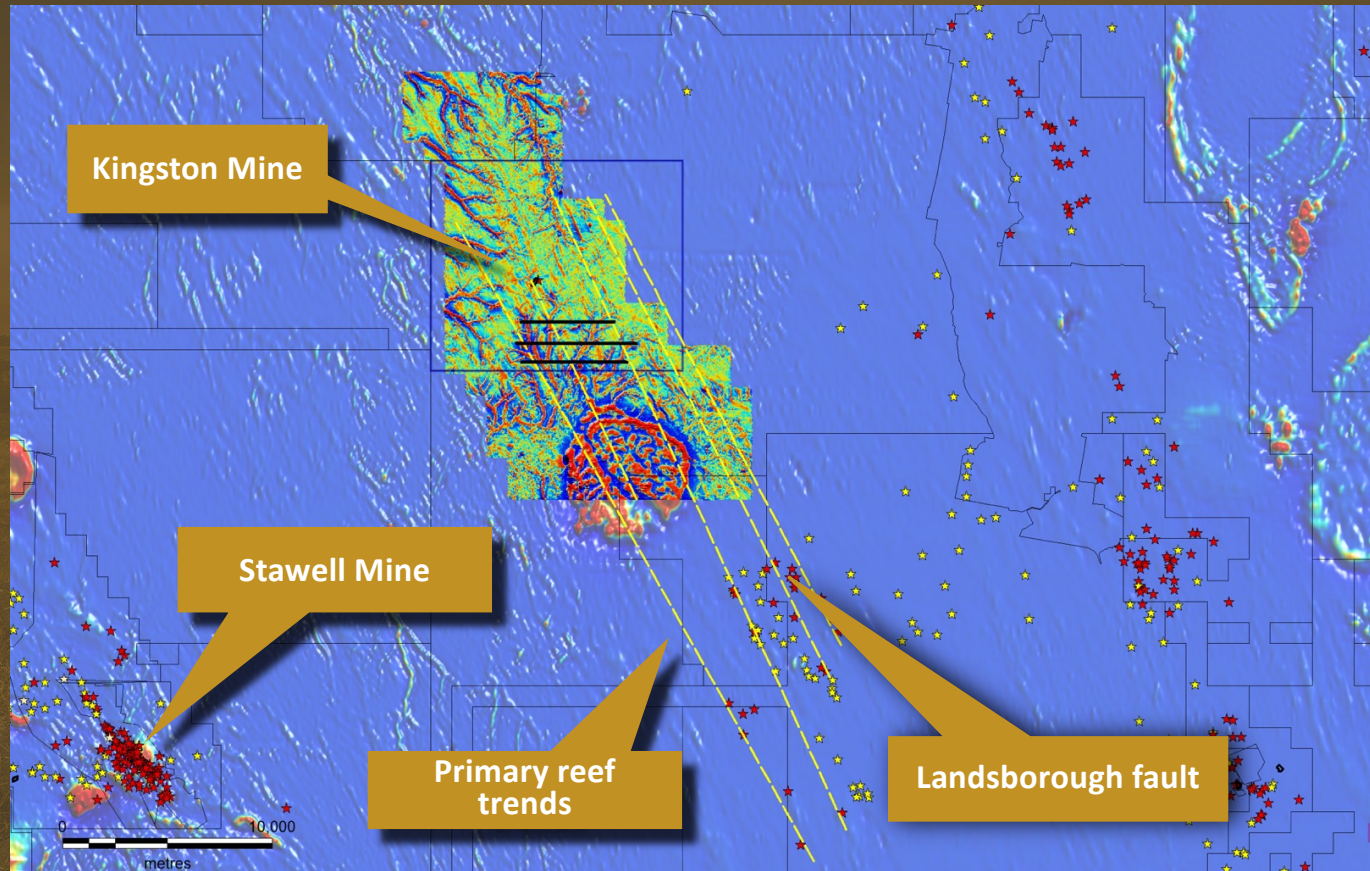 Kingston Mine
Stawell Mine
Primary reef
trends
Landsborough fault
0 10,000
metres